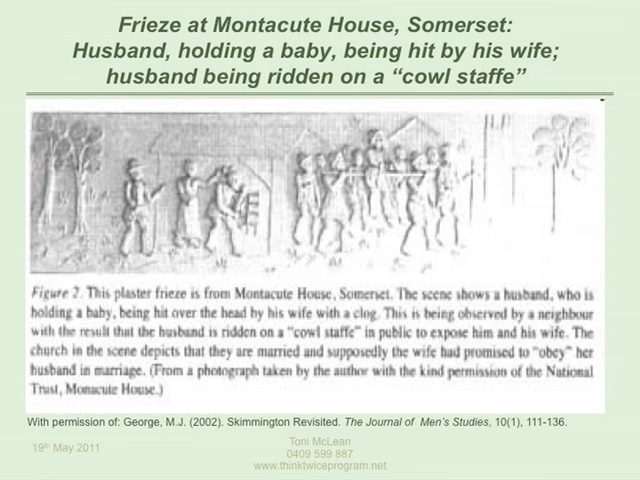 Frieze at Montacute House, Somerset:
Husband, holding a baby, being hit by his wife;
husband being ridden on a “cowl staffe”
Figure 2. This plaster frieze is from Montacute House, Somerset. The scene shows a husband, who is
holding a baby, being hit over the head by his wife with a clog. This is being observed by a neighbour
with the result that the husband is ridden on a “cowl staffe” in public to expose him and his wife. The
church in the scene depicts that they are married and supposedly the wife had promised to “obey” her
husband in marriage. (From a photograph taken by the author with the kind permission of the National
Trust, Monacute House.)
With permission of: George, M.J. (2002). Skimmington Revisited. The Journal of Men’s Studies, 10(1), 111-136.
19th May 2011
Toni McLean
0409 599 887
www.thinktwiceprogram.net